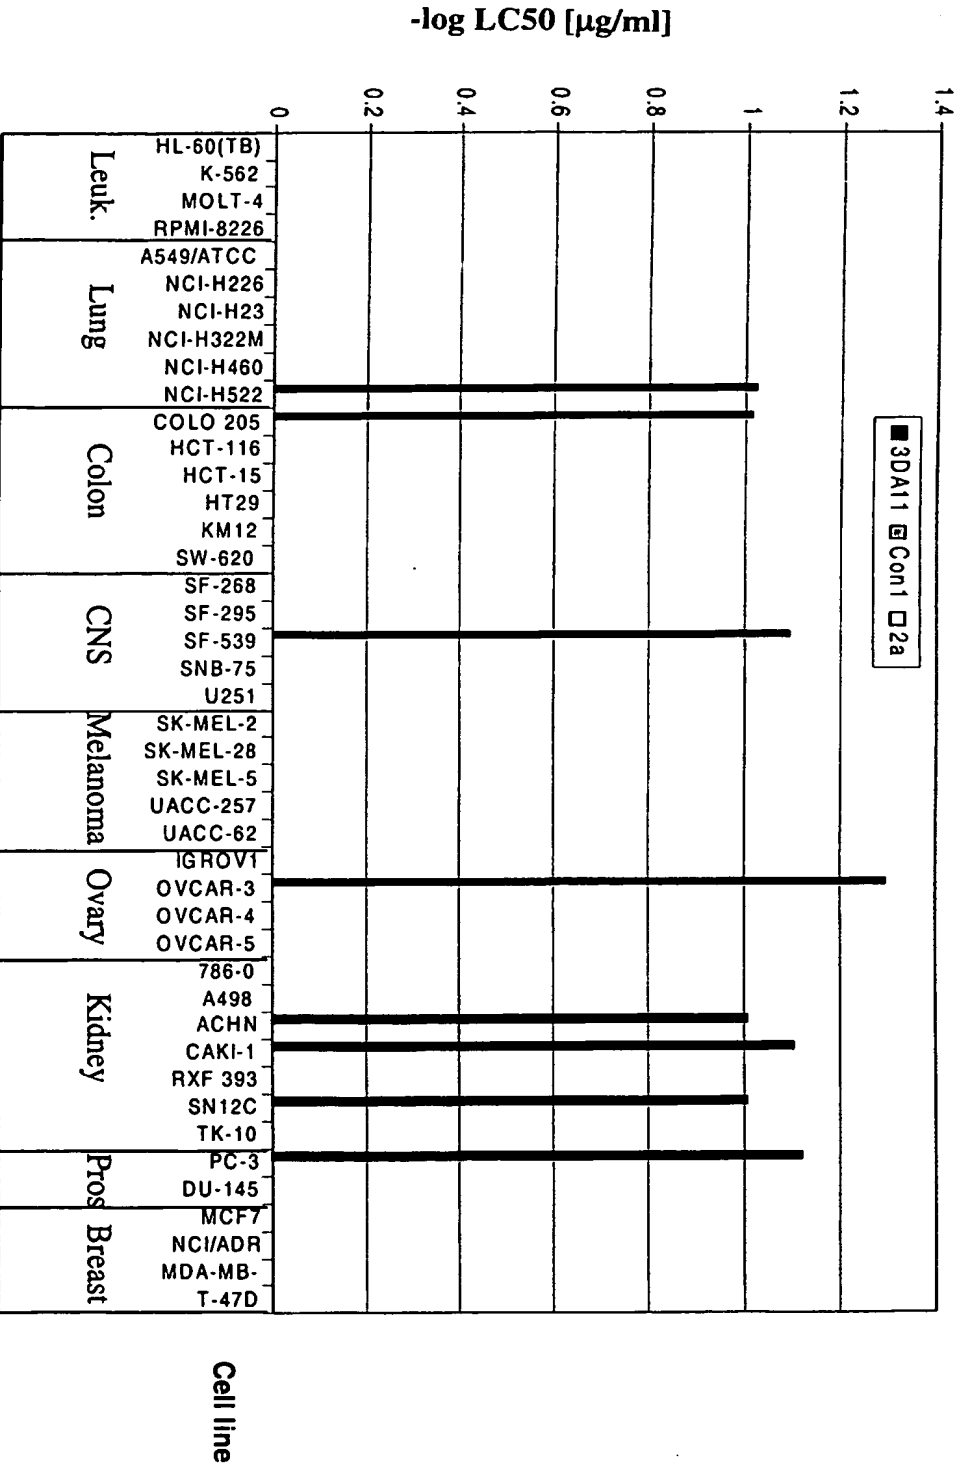 -log LC50 [μg/ml]
0
0.2
0.4
0.6
0.8
1
1.2
1.4
3DA11 Con1 2a
HL-60(TB)
K-562
MOLT-4
RPMI-8226
A549/ATCC
NCI-H226
NCI-H23
NCI-H322M
NCI-H460
NCI-H522
COLO 205
HCT-116
HCT-15
HT29
KM12
SW-620
SF-268
SF-295
SF-539
SNB-75
U251
SK-MEL-2
SK-MEL-28
SK-MEL-5
UACC-257
UACC-62
IGROV1
OVCAR-3
OVCAR-4
OVCAR-5
786-0
A498
ACHN
CAKI-1
RXF 393
SN12C
TK-10
PC-3
DU-145
MCF7
NCI/ADR
MDA-MB-
T-47D
Leuk.
Lung
Colon
CNS
Melanoma
Ovary
Kidney
Pros
Breast
Cell line